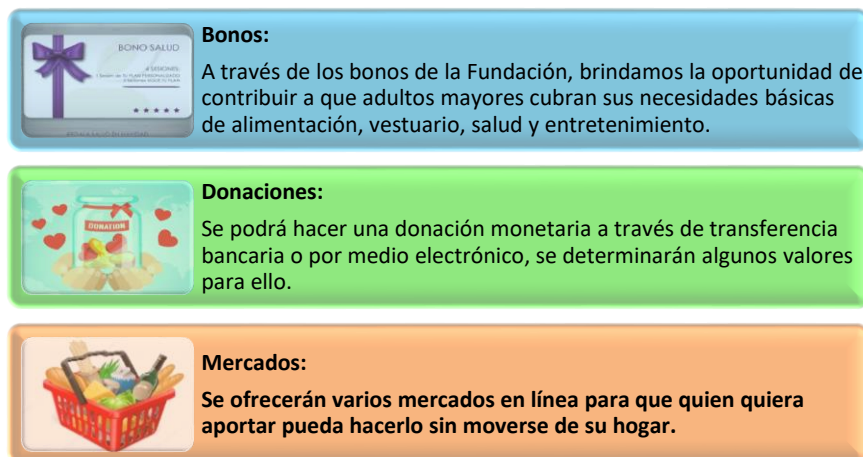 BONO SALUD
4 SESIONES:
Bonos:
A través de los bonos de la Fundación, brindamos la oportunidad de
contribuir a que adultos mayores cubran sus necesidades básicas
de alimentación, vestuario, salud y entretenimiento.
DONATION
Donaciones:
Se podrá hacer una donación monetaria a través de transferencia
bancaria o por medio electrónico, se determinarán algunos valores
para ello.
Mercados:
Se ofrecerán varios mercados en línea para que quien quiera
aportar pueda hacerlo sin moverse de su hogar.